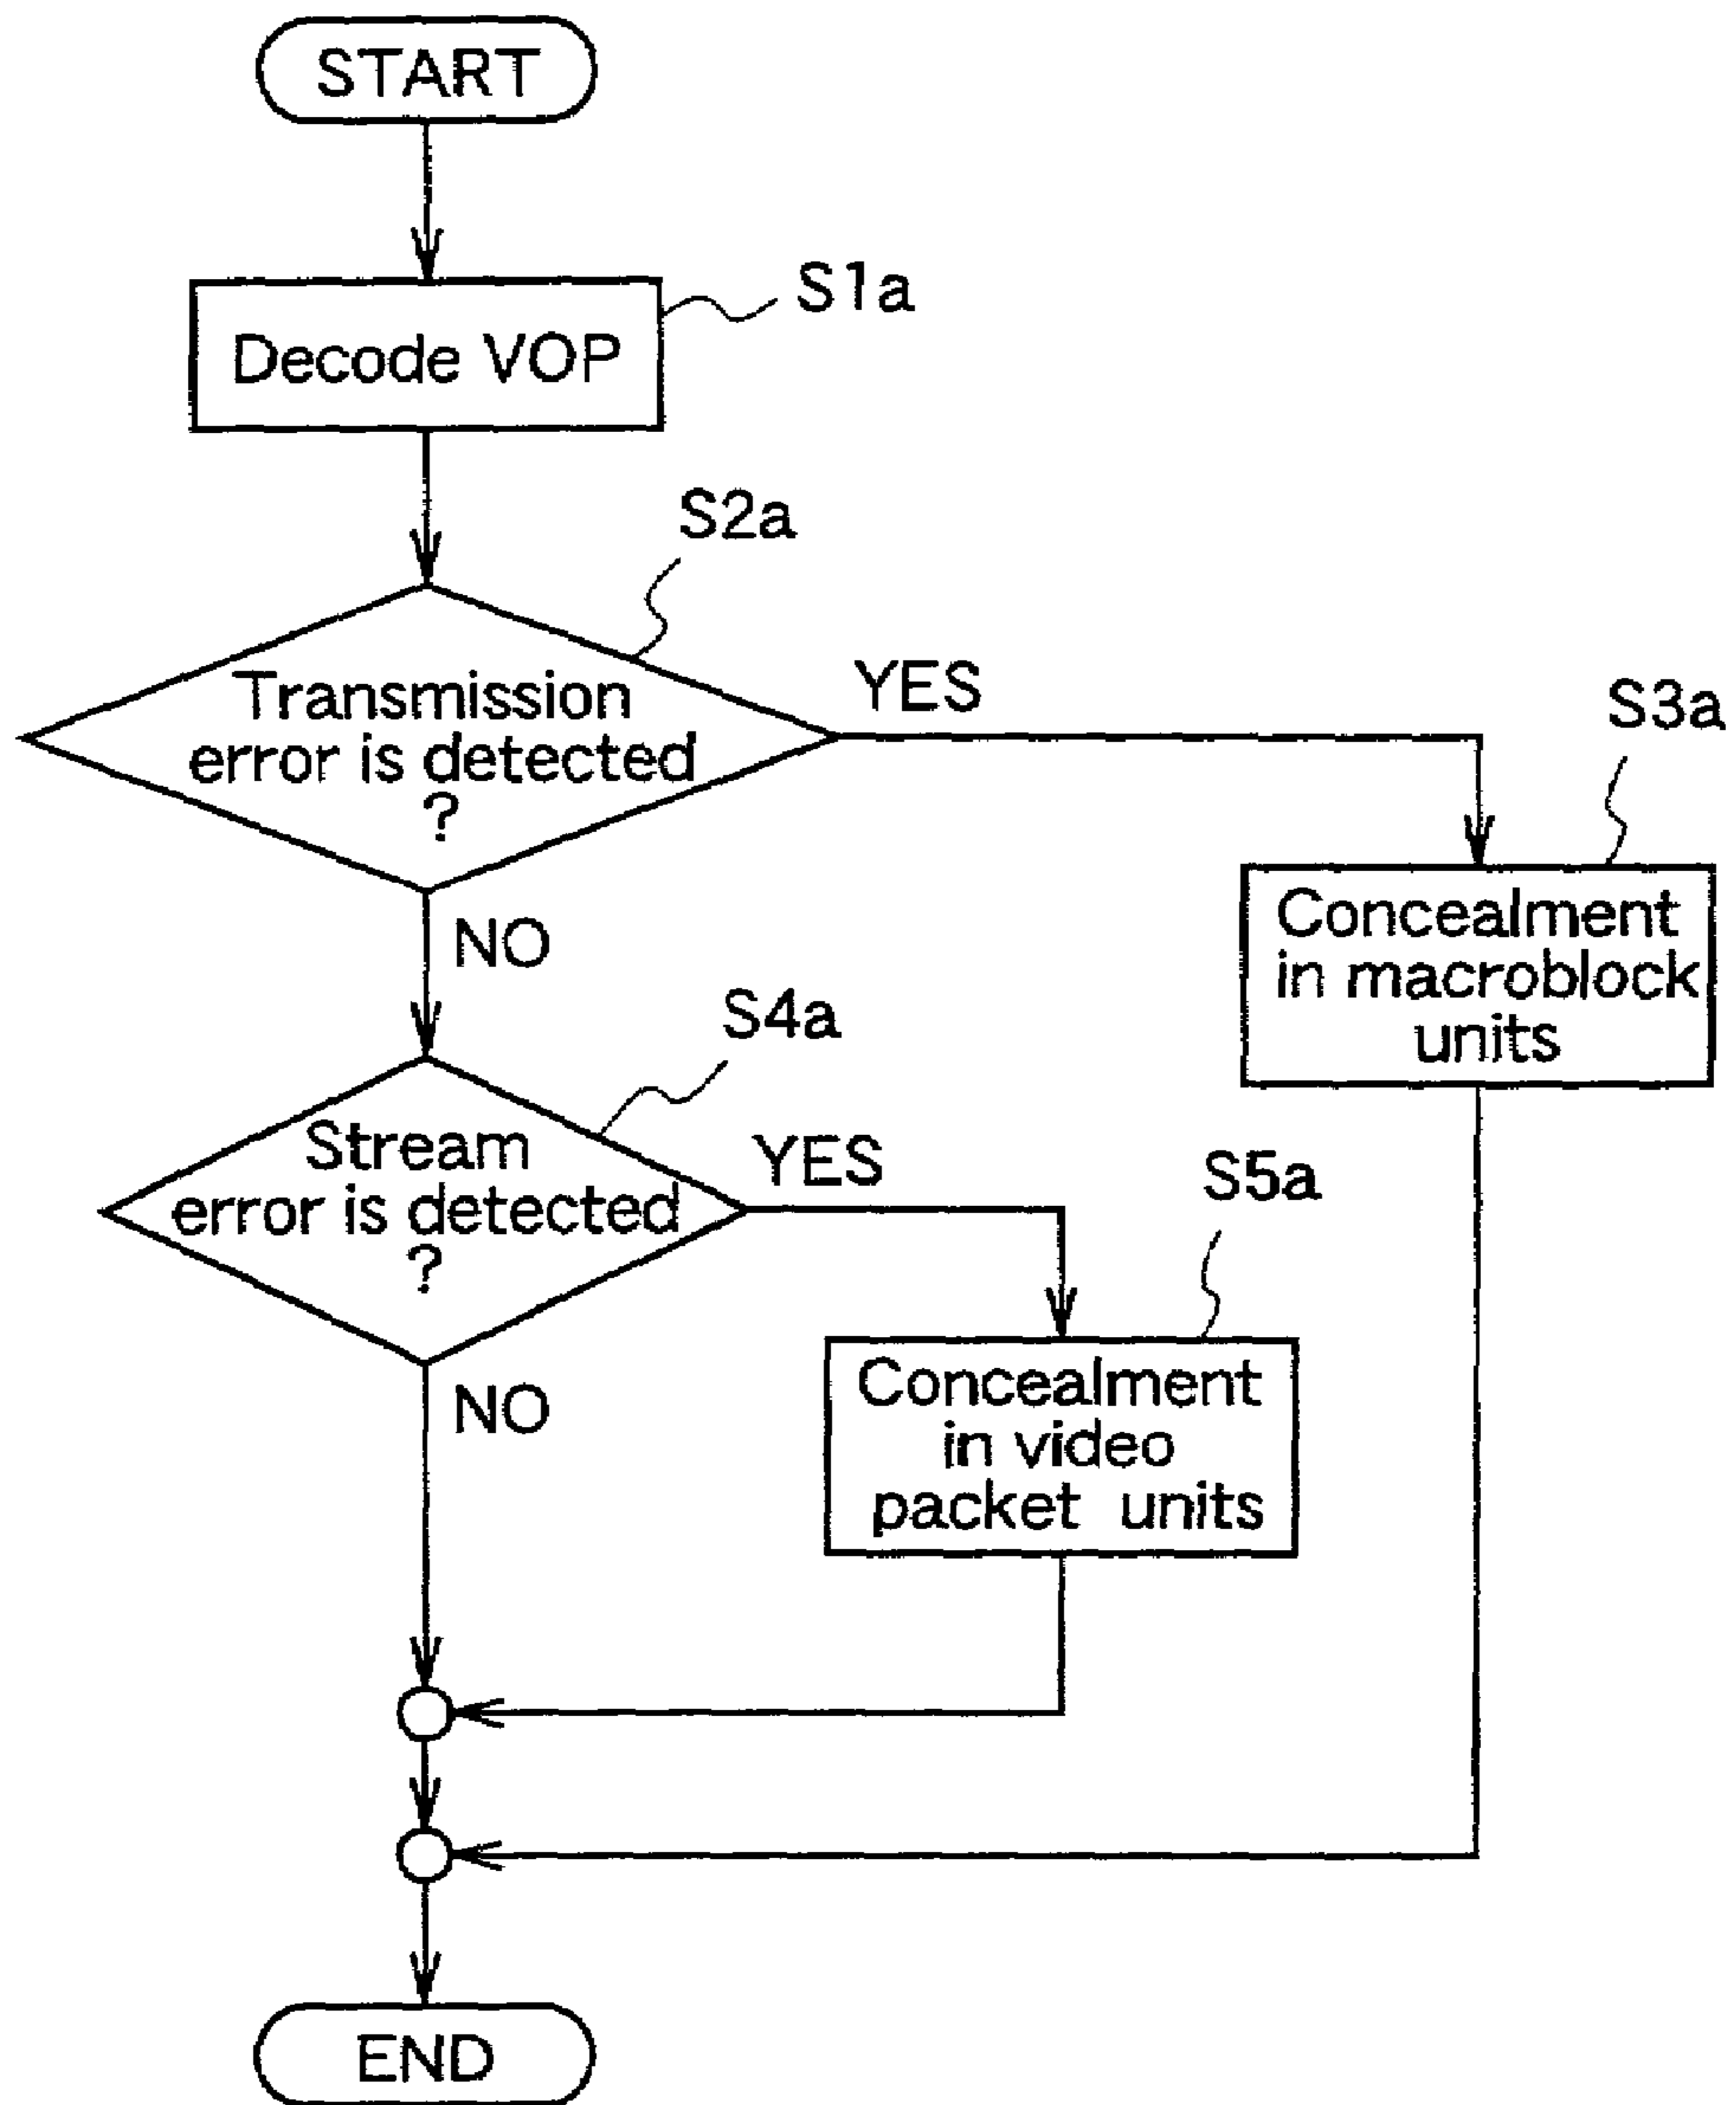 START
S1a
Decode VOP
S2a
Transmission
error is detected
?
YES
S3a
NO
Concealment
in macroblock
units
S4a
Stream
error is detected
?
YES
S5a
NO
Concealment
in video
packet units
END